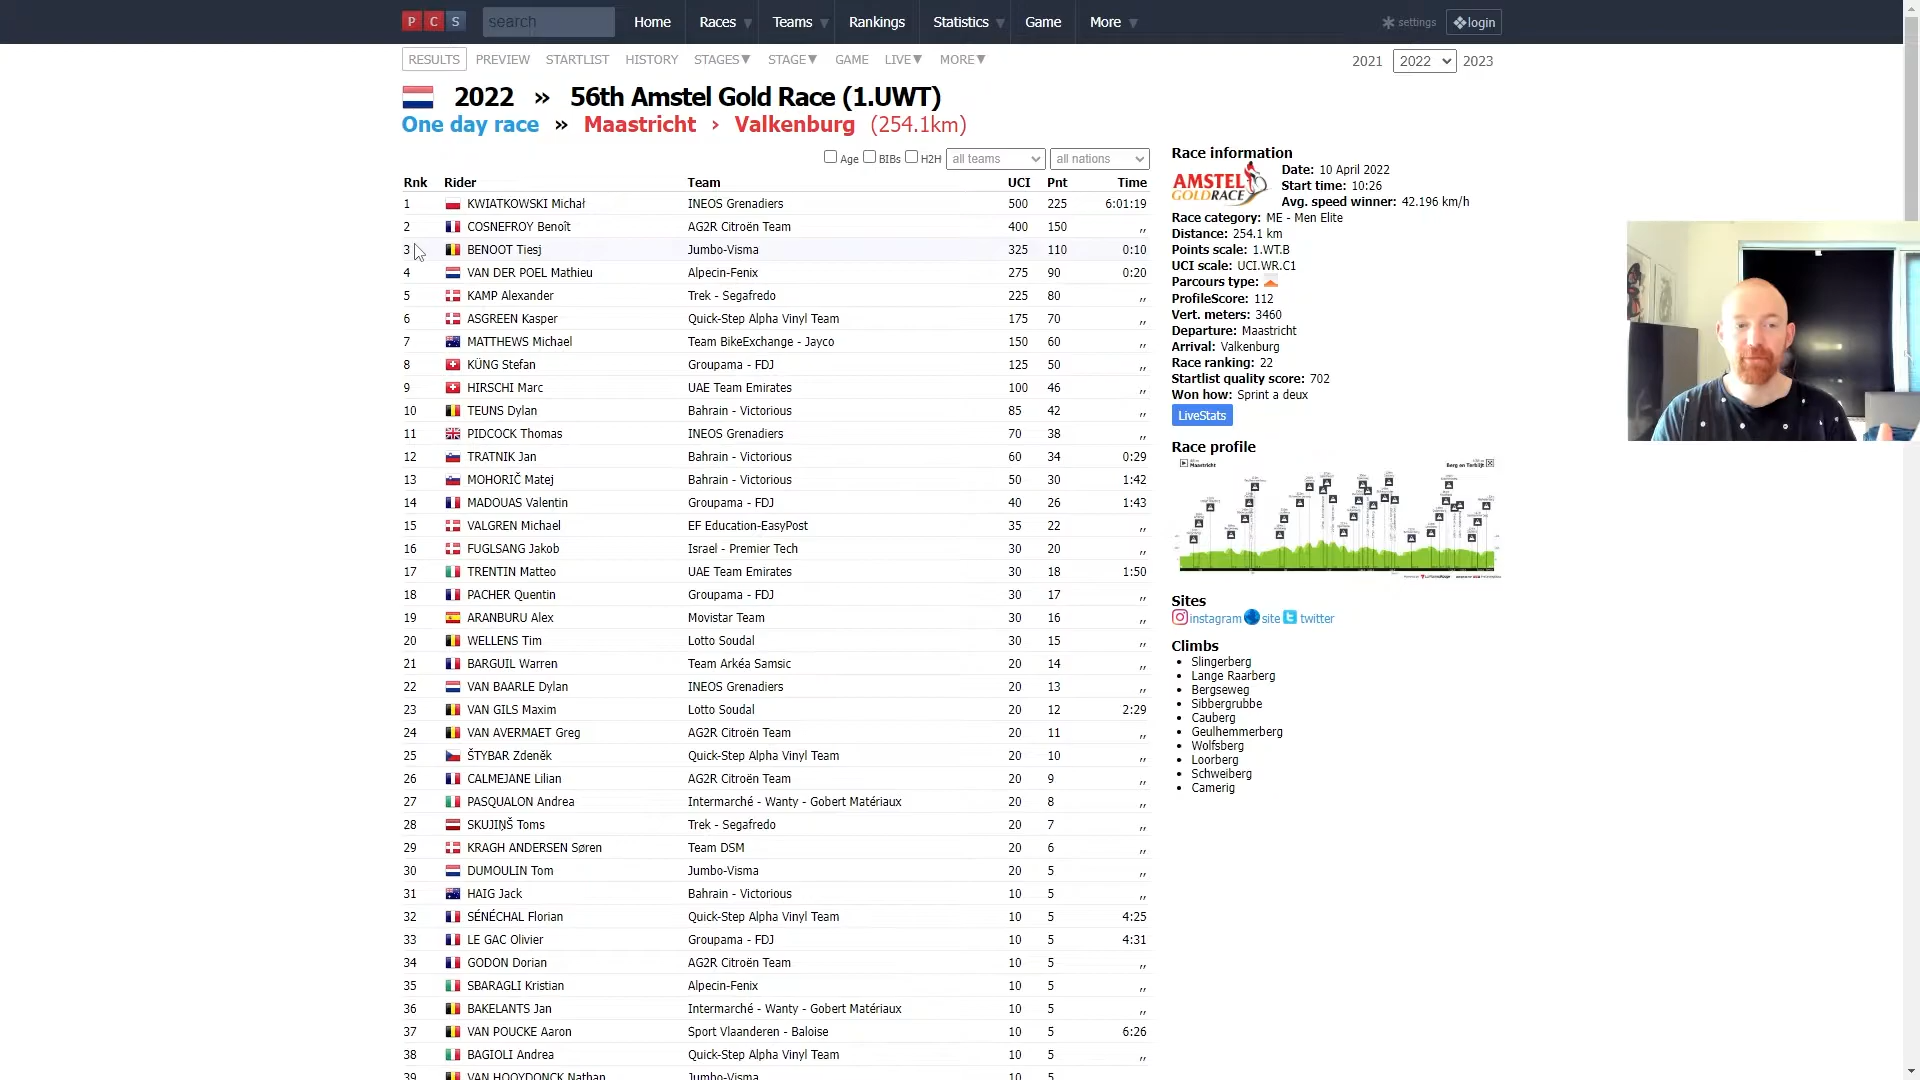 P C S search Home Races Teams Rankings Statistics Game More settings login
RESULTS PREVIEW STARTLIST HISTORY STAGES▼ STAGE▼ GAME LIVE▼ MORE▼ 2021 2022 2023
2022 » 56th Amstel Gold Race (1.UWT)
One day race » Maastricht › Valkenburg (254.1km)
Age BIBs H2H all teams all nations
Rnk Rider Team UCI Pnt Time
1 KWIATKOWSKI Michał INEOS Grenadiers 500 225 6:01:19
2 COSNEFROY Benoît AG2R Citroën Team 400 150 ,,
3 BENOOT Tiesj Jumbo-Visma 325 110 0:10
4 VAN DER POEL Mathieu Alpecin-Fenix 275 90 0:20
5 KAMP Alexander Trek - Segafredo 225 80 ,,
6 ASGREEN Kasper Quick-Step Alpha Vinyl Team 175 70 ,,
7 MATTHEWS Michael Team BikeExchange - Jayco 150 60 ,,
8 KÜNG Stefan Groupama - FDJ 125 50 ,,
9 HIRSCHI Marc UAE Team Emirates 100 46 ,,
10 TEUNS Dylan Bahrain - Victorious 85 42 ,,
11 PIDCOCK Thomas INEOS Grenadiers 70 38 ,,
12 TRATNIK Jan Bahrain - Victorious 60 34 0:29
13 MOHORIČ Matej Bahrain - Victorious 50 30 1:42
14 MADOUAS Valentin Groupama - FDJ 40 26 1:43
15 VALGREN Michael EF Education-EasyPost 35 22 ,,
16 FUGLSANG Jakob Israel - Premier Tech 30 20 ,,
17 TRENTIN Matteo UAE Team Emirates 30 18 1:50
18 PACHER Quentin Groupama - FDJ 30 17 ,,
19 ARANBURU Alex Movistar Team 30 16 ,,
20 WELLENS Tim Lotto Soudal 30 15 ,,
21 BARGUIL Warren Team Arkéa Samsic 20 14 ,,
22 VAN BAARLE Dylan INEOS Grenadiers 20 13 ,,
23 VAN GILS Maxim Lotto Soudal 20 12 2:29
24 VAN AVERMAET Greg AG2R Citroën Team 20 11 ,,
25 ŠTYBAR Zdeněk Quick-Step Alpha Vinyl Team 20 10 ,,
26 CALMEJANE Lilian AG2R Citroën Team 20 9 ,,
27 PASQUALON Andrea Intermarché - Wanty - Gobert Matériaux 20 8 ,,
28 SKUJIŅŠ Toms Trek - Segafredo 20 7 ,,
29 KRAGH ANDERSEN Søren Team DSM 20 6 ,,
30 DUMOULIN Tom Jumbo-Visma 20 5 ,,
31 HAIG Jack Bahrain - Victorious 10 5 ,,
32 SÉNÉCHAL Florian Quick-Step Alpha Vinyl Team 10 5 4:25
33 LE GAC Olivier Groupama - FDJ 10 5 4:31
34 GODON Dorian AG2R Citroën Team 10 5 ,,
35 SBARAGLI Kristian Alpecin-Fenix 10 5 ,,
36 BAKELANTS Jan Intermarché - Wanty - Gobert Matériaux 10 5 ,,
37 VAN POUCKE Aaron Sport Vlaanderen - Baloise 10 5 6:26
38 BAGIOLI Andrea Quick-Step Alpha Vinyl Team 10 5 ,,
39 VAN HOOYDONCK Nathan Jumbo-Visma 10 5
Race information
AMSTEL GOLD RACE
Date: 10 April 2022
Start time: 10:26
Avg. speed winner: 42.196 km/h
Race category: ME - Men Elite
Distance: 254.1 km
Points scale: 1.WT.B
UCI scale: UCI.WR.C1
Parcours type:
ProfileScore: 112
Vert. meters: 3460
Departure: Maastricht
Arrival: Valkenburg
Race ranking: 22
Startlist quality score: 702
Won how: Sprint a deux
LiveStats
Race profile
Maastricht Berg en Terblijt
Sites
instagram site twitter
Climbs
• Slingerberg
• Lange Raarberg
• Bergseweg
• Sibbergrubbe
• Cauberg
• Geulhemmerberg
• Wolfsberg
• Loorberg
• Schweiberg
• Camerig